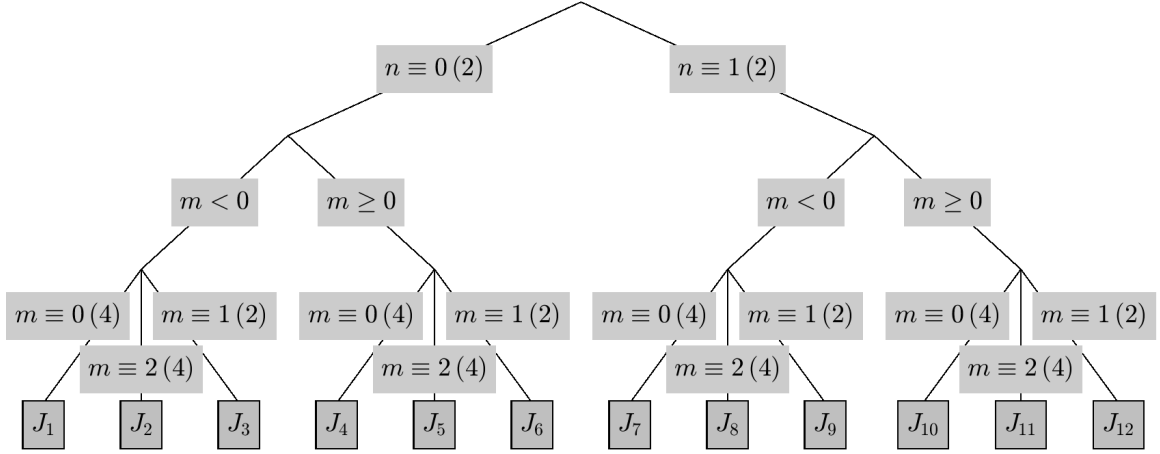 n ≡ 0 (2) n ≡ 1 (2)
m < 0 m ≥ 0 m < 0 m ≥ 0
m ≡ 0 (4) m ≡ 1 (2) m ≡ 0 (4) m ≡ 1 (2) m ≡ 0 (4) m ≡ 1 (2) m ≡ 0 (4) m ≡ 1 (2)
m ≡ 2 (4) m ≡ 2 (4) m ≡ 2 (4) m ≡ 2 (4)
J₁ J₂ J₃ J₄ J₅ J₆ J₇ J₈ J₉ J₁₀ J₁₁ J₁₂